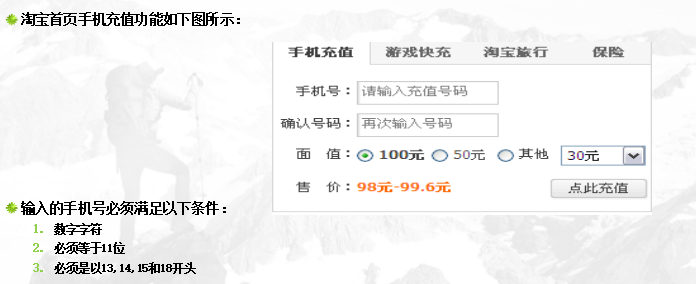 淘宝首页手机充值功能如下图所示：
手机充值 游戏快充 淘宝旅行 保险
手机号： 请输入充值号码
确认号码： 再次输入号码
面 值： 100元 50元 其他 30元
售 价： 98元-99.6元 点此充值
输入的手机号必须满足以下条件：
1. 数字字符
2. 必须等于11位
3. 必须是以13,14,15和18开头